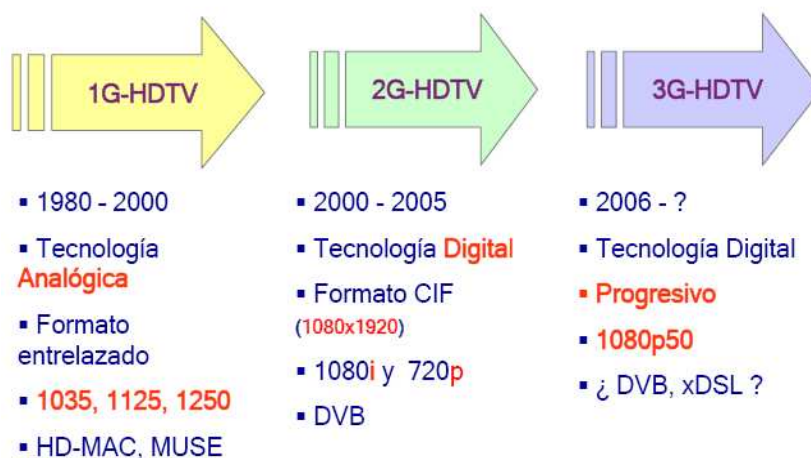 1G-HDTV
▪ 1980 - 2000
▪ Tecnología
Analógica
▪ Formato
entrelazado
▪ 1035, 1125, 1250
▪ HD-MAC, MUSE
2G-HDTV
▪ 2000 - 2005
▪ Tecnología Digital
▪ Formato CIF
(1080x1920)
▪ 1080i y 720p
▪ DVB
3G-HDTV
▪ 2006 - ?
▪ Tecnología Digital
▪ Progresivo
▪ 1080p50
▪ ¿ DVB, xDSL ?